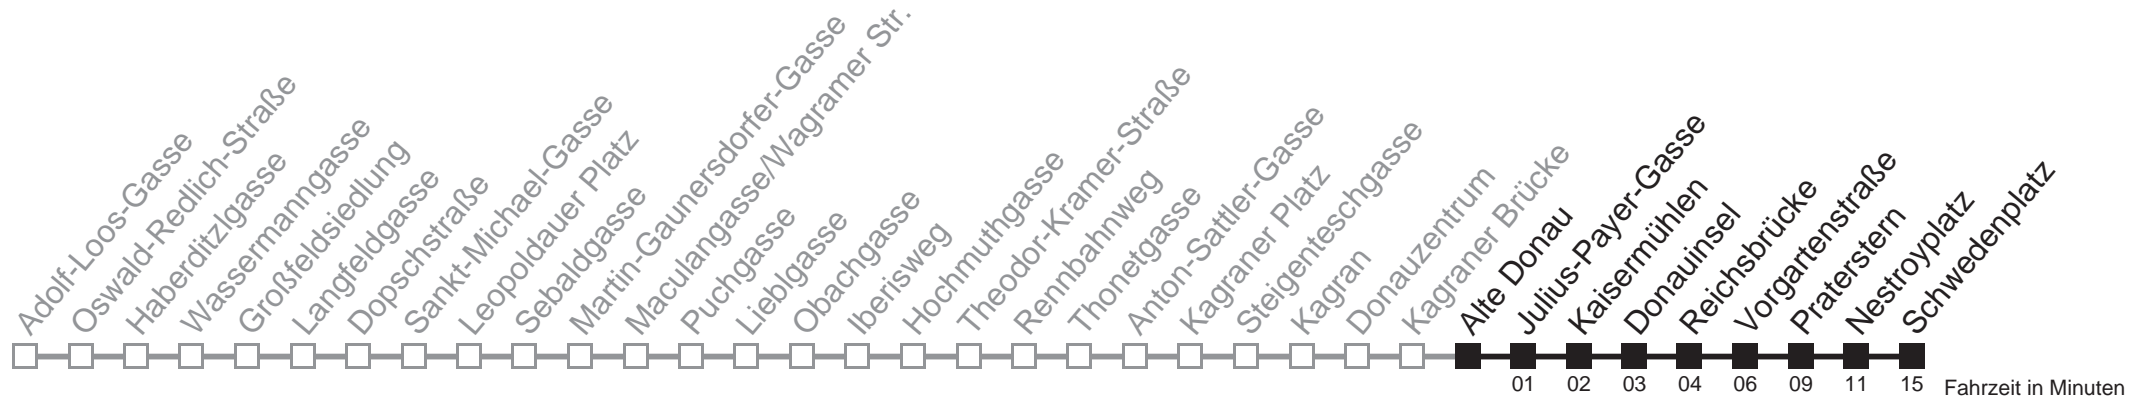 Adolf-Loos-Gasse
Oswald-Redlich-Straße
Haberditzlgasse
Wassermanngasse
Großfeldsiedlung
Langfeldgasse
Dopschstraße
Sankt-Michael-Gasse
Leopoldauer Platz
Sebaldgasse
Martin-Gaunersdorfer-Gasse
Maculangasse/Wagramer Str.
Puchgasse
Lieblgasse
Obachgasse
Iberisweg
Hochmuthgasse
Theodor-Kramer-Straße
Rennbahnweg
Thonetgasse
Anton-Sattler-Gasse
Kagraner Platz
Steigenteschgasse
Kagran
Donauzentrum
Kagraner Brücke
Alte Donau
Julius-Payer-Gasse
Kaisermühlen
Donauinsel
Reichsbrücke
Vorgartenstraße
Praterstern
Nestroyplatz
Schwedenplatz
01 02 03 04 06 09 11 15 Fahrzeit in Minuten